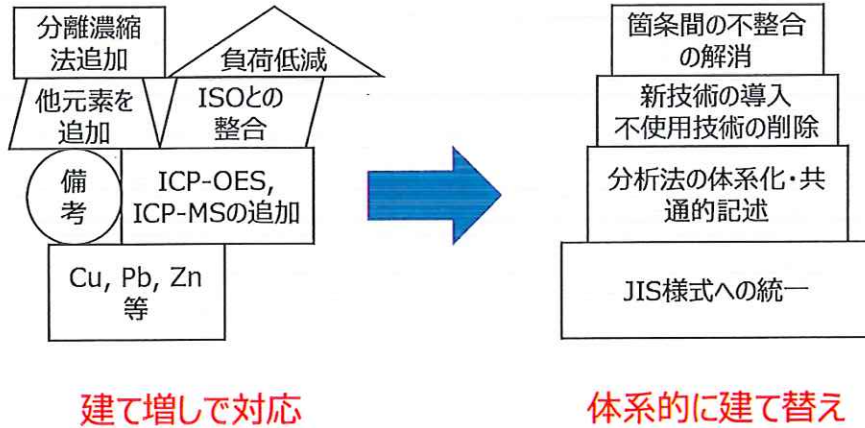 分離濃縮
法追加
負荷低減
他元素を
追加
ISOとの
整合
備
考
ICP-OES,
ICP-MSの追加
Cu, Pb, Zn
等
建て増しで対応
箇条間の不整合
の解消
新技術の導入
不使用技術の削除
分析法の体系化・共
通的記述
JIS様式への統一
体系的に建て替え